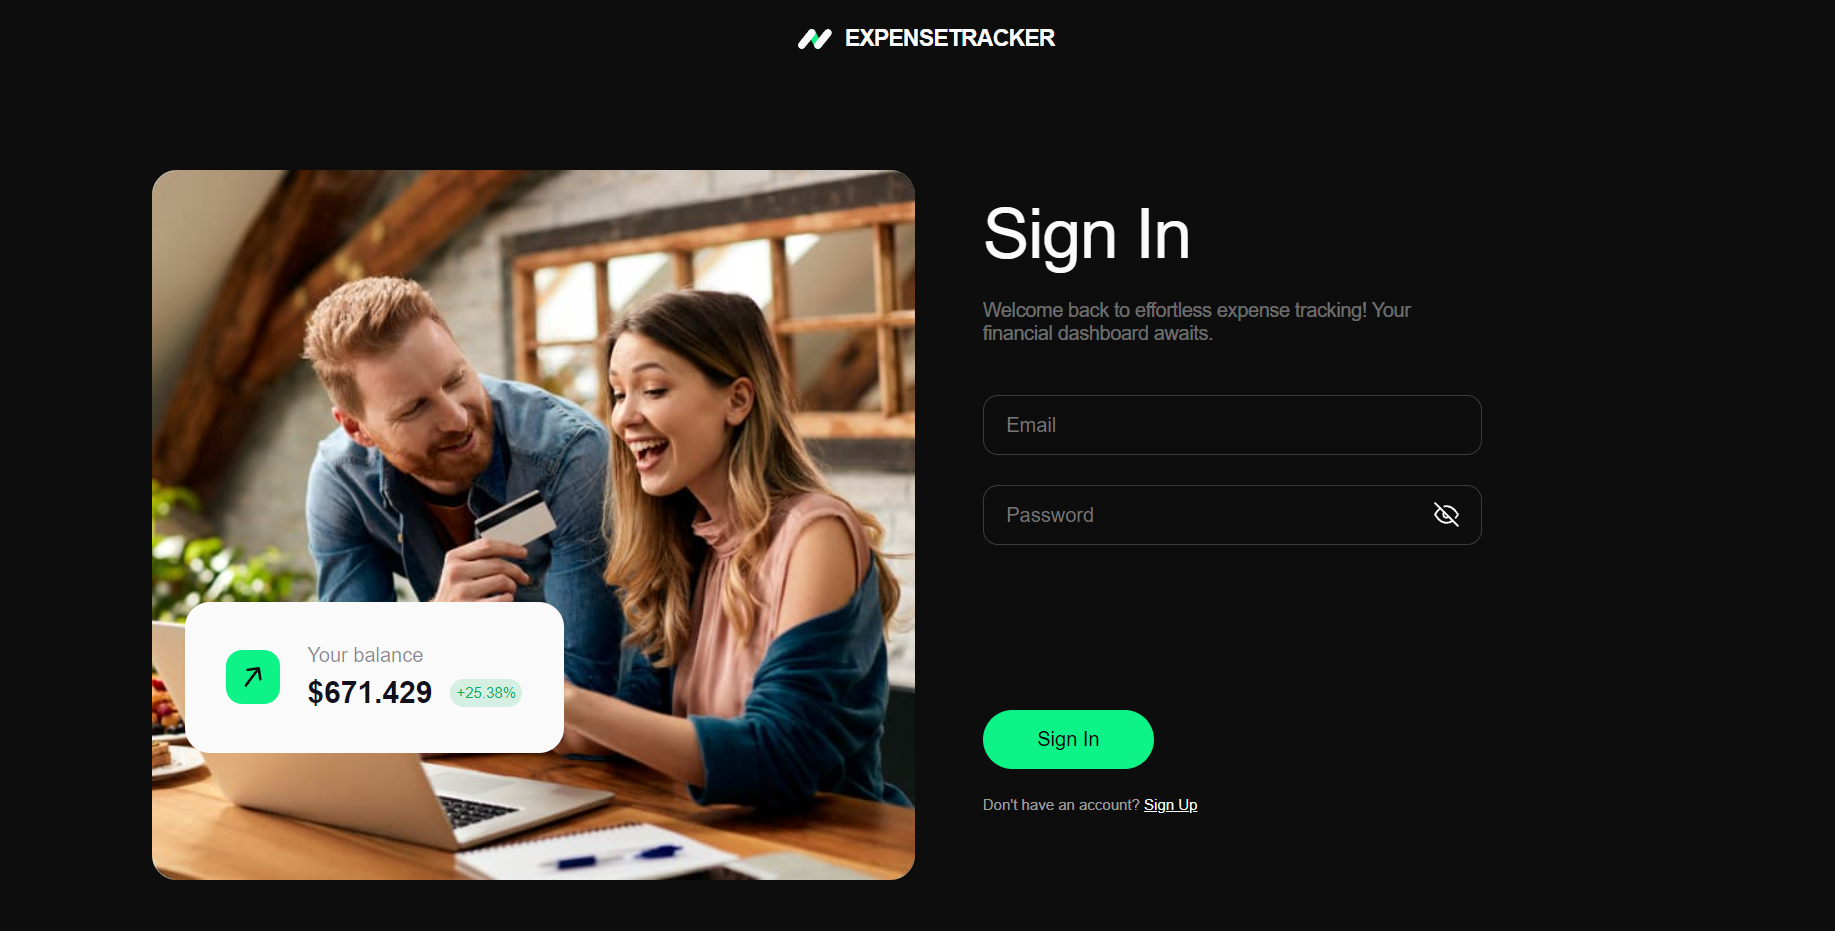 EXPENSETRACKER
Sign In
Welcome back to effortless expense tracking! Your
financial dashboard awaits.
Email
Password
Your balance
$671.429 +25.38%
Sign In
Don't have an account? Sign Up